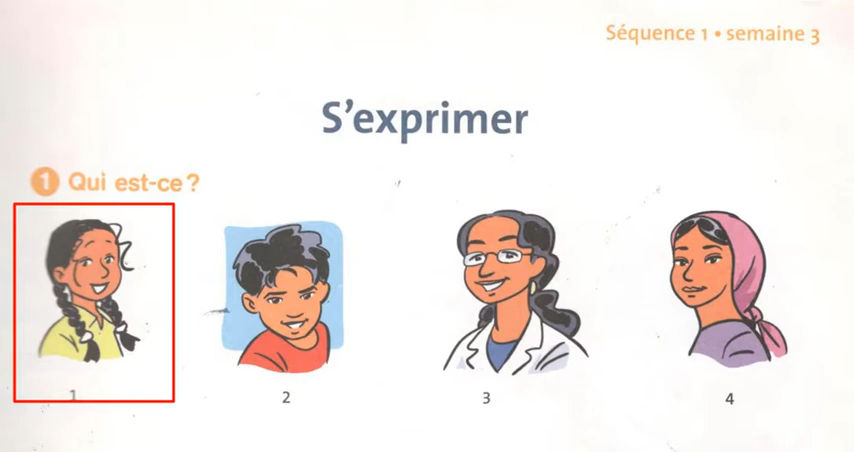 Séquence 1 • semaine 3
S'exprimer
1 Qui est-ce ?
1
2
3
4